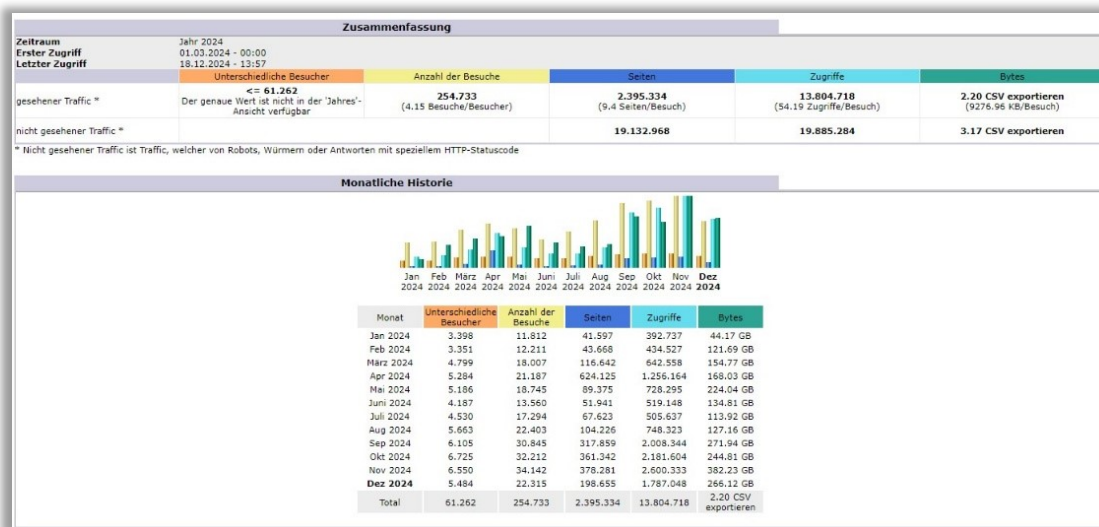 Zusammenfassung
Zeitraum Jahr 2024
Erster Zugriff 01.03.2024 - 00:00
Letzter Zugriff 18.12.2024 - 13:57
Unterschiedliche Besucher Anzahl der Besuche Seiten Zugriffe Bytes
gesehener Traffic * <= 61.262 254.733 2.395.334 13.804.718 2.20 CSV exportieren
Der genaue Wert ist nicht in der 'Jahres'- (4.15 Besuche/Besucher) (9.4 Seiten/Besuch) (54.19 Zugriffe/Besuch) (9276.96 KB/Besuch)
Ansicht verfügbar
nicht gesehener Traffic * 19.132.968 19.885.284 3.17 CSV exportieren
* Nicht gesehener Traffic ist Traffic, welcher von Robots, Würmern oder Antworten mit speziellem HTTP-Statuscode
Monatliche Historie
Jan Feb März Apr Mai Juni Juli Aug Sep Okt Nov Dez
2024 2024 2024 2024 2024 2024 2024 2024 2024 2024 2024 2024
Monat Unterschiedliche Besucher Anzahl der Besuche Seiten Zugriffe Bytes
Jan 2024 3.398 11.812 41.597 392.737 44.17 GB
Feb 2024 3.351 12.211 43.668 434.527 121.69 GB
März 2024 4.799 18.007 116.642 642.558 154.77 GB
Apr 2024 5.284 21.187 624.125 1.256.164 168.03 GB
Mai 2024 5.186 18.745 89.375 728.295 224.04 GB
Juni 2024 4.187 13.560 51.941 519.148 134.81 GB
Juli 2024 4.530 17.294 67.623 505.637 113.92 GB
Aug 2024 5.663 22.403 104.226 748.323 127.16 GB
Sep 2024 6.105 30.845 317.859 2.008.344 271.94 GB
Okt 2024 6.725 32.212 361.342 2.181.604 244.81 GB
Nov 2024 6.550 34.142 378.281 2.600.333 382.23 GB
Dez 2024 5.484 22.315 198.655 1.787.048 266.12 GB
Total 61.262 254.733 2.395.334 13.804.718 2.20 CSV exportieren